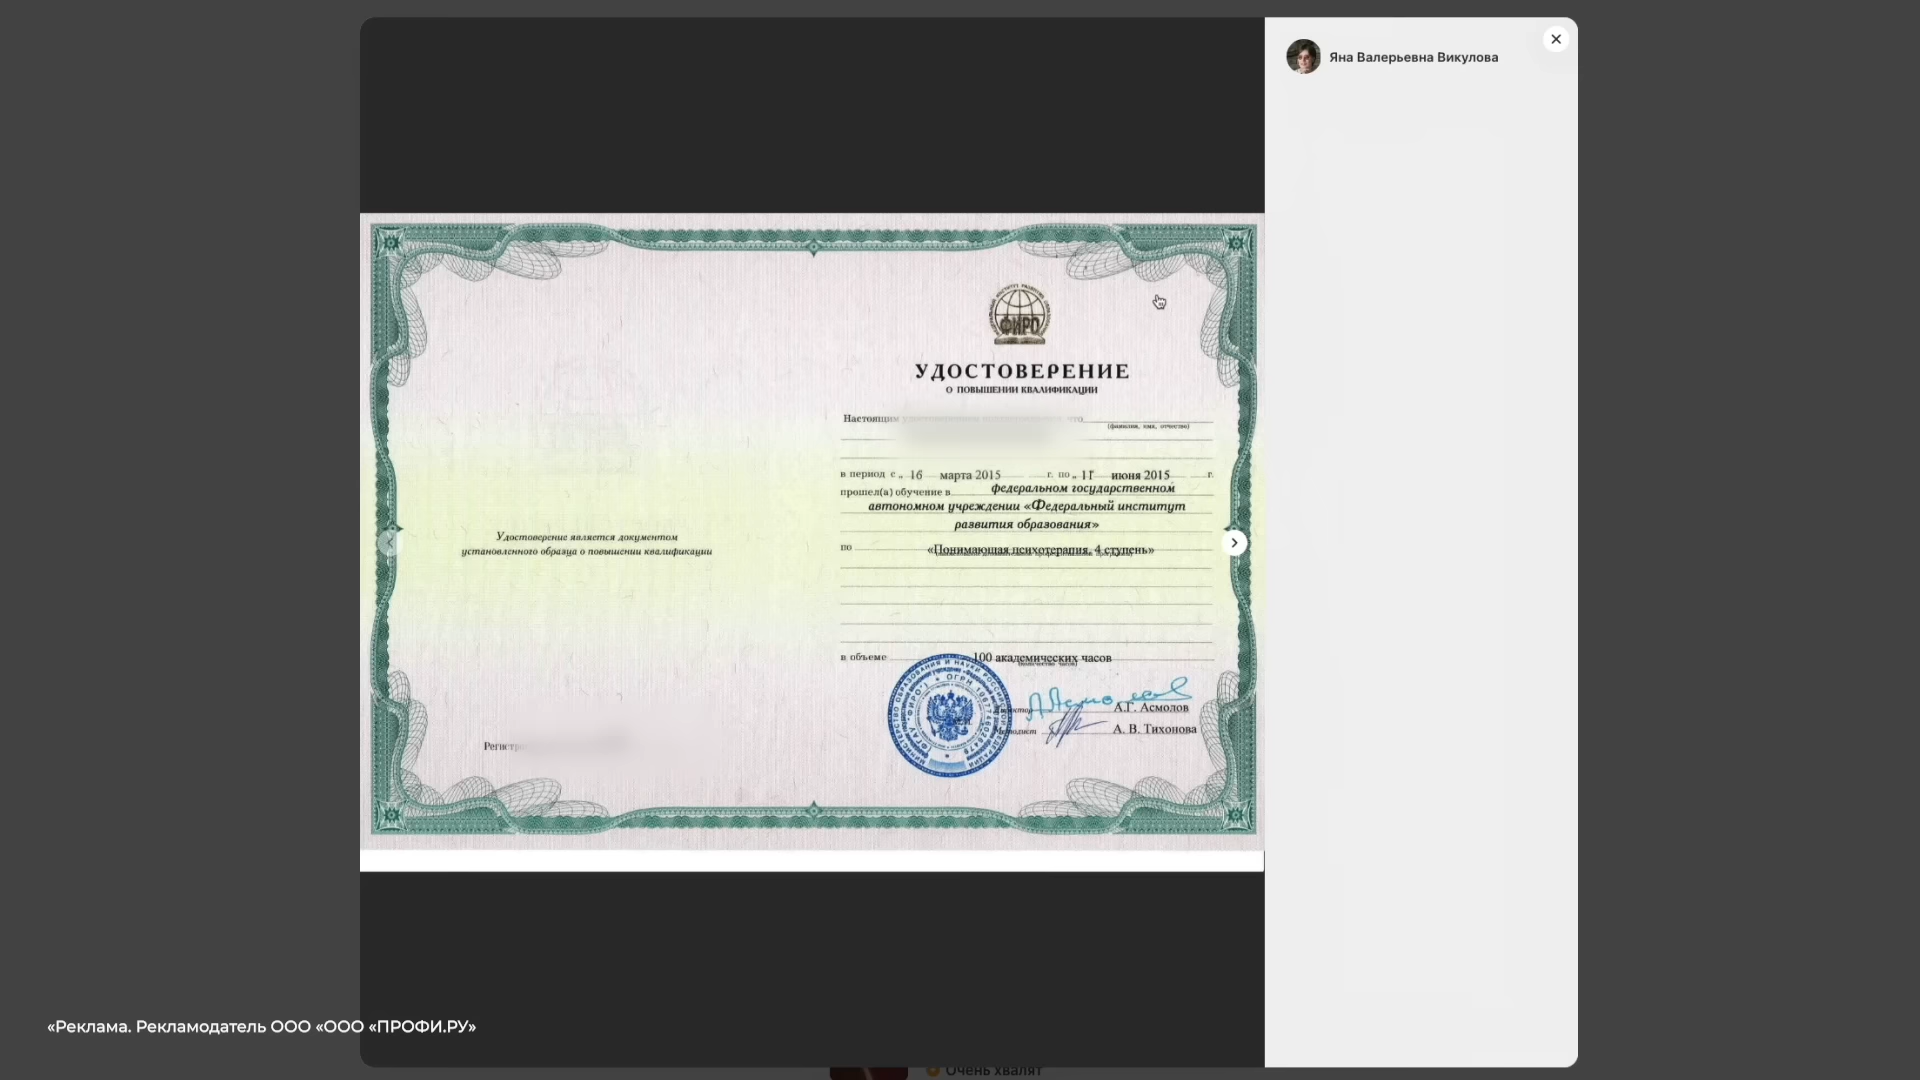 Яна Валерьевна Викулова
ФИРО
УДОСТОВЕРЕНИЕ
О ПОВЫШЕНИИ КВАЛИФИКАЦИИ
Настоящим
что
(фамилия, имя, отчество)
в период с „ 16 марта 2015 г. по „ 11 июня 2015 г.
прошел(а) обучение в федеральном государственном
автономном учреждении «Федеральный институт
развития образования»
Удостоверение является документом
установленного образца о повышении квалификации
по «Понимающая психотерапия, 4 ступень»
в объеме 100 академических часов
(количество часов)
Директор А.Г. Асмолов
Методист А. В. Тихонова
«Реклама. Рекламодатель ООО «ООО «ПРОФИ.РУ»
Очень хвалят